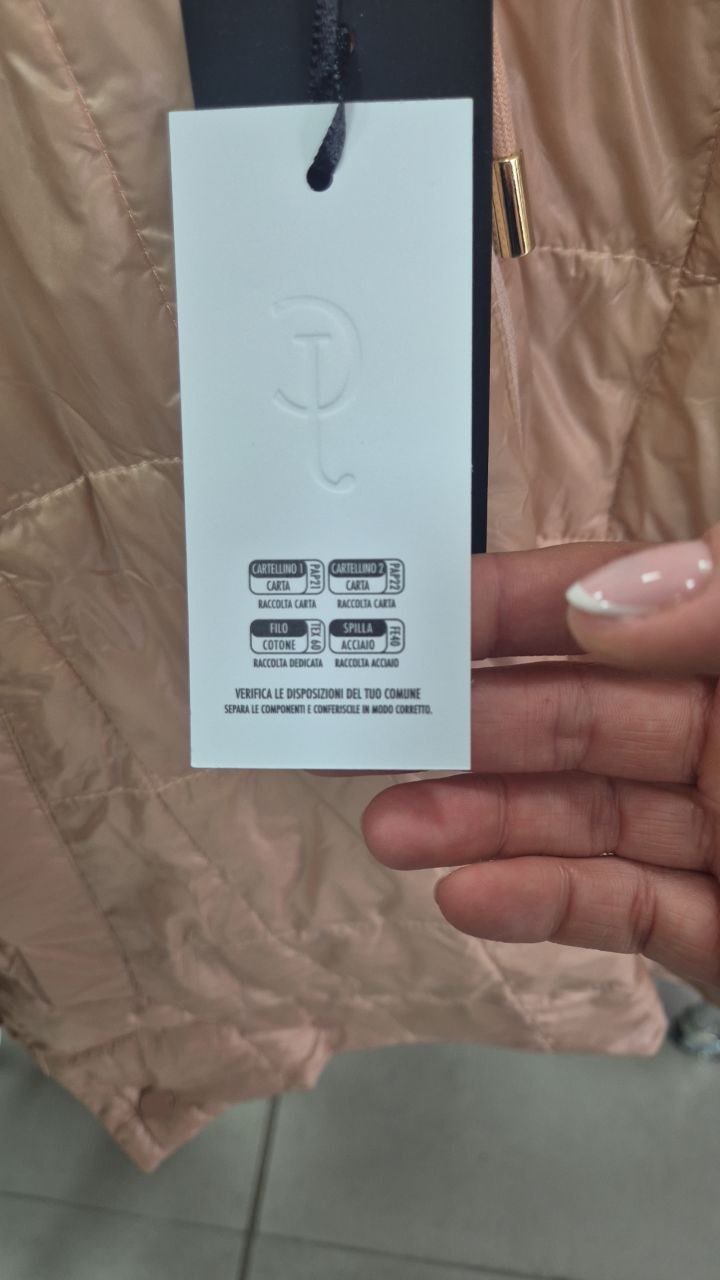 CARTELLINO 1
CARTA
PAP21
RACCOLTA CARTA
CARTELLINO 2
CARTA
PAP22
RACCOLTA CARTA
FILO
COTONE
TEX 60
RACCOLTA DEDICATA
SPILLA
ACCIAIO
FE40
RACCOLTA ACCIAIO
VERIFICA LE DISPOSIZIONI DEL TUO COMUNE
SEPARA LE COMPONENTI E CONFERISCILE IN MODO CORRETTO.